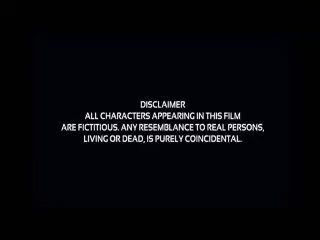 DISCLAIMER
ALL CHARACTERS APPEARING IN THIS FILM
ARE FICTITIOUS. ANY RESEMBLANCE TO REAL PERSONS,
LIVING OR DEAD, IS PURELY COINCIDENTAL.